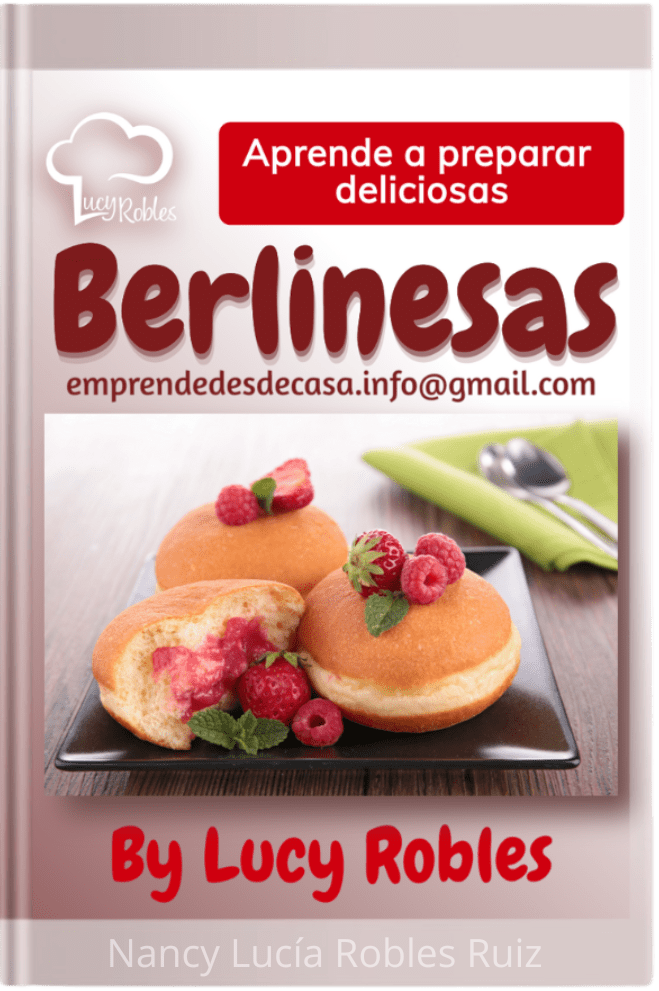 Lucy Robles
Aprende a preparar
deliciosas
Berlinesas
emprendedesdecasa.info@gmail.com
By Lucy Robles
Nancy Lucía Robles Ruiz